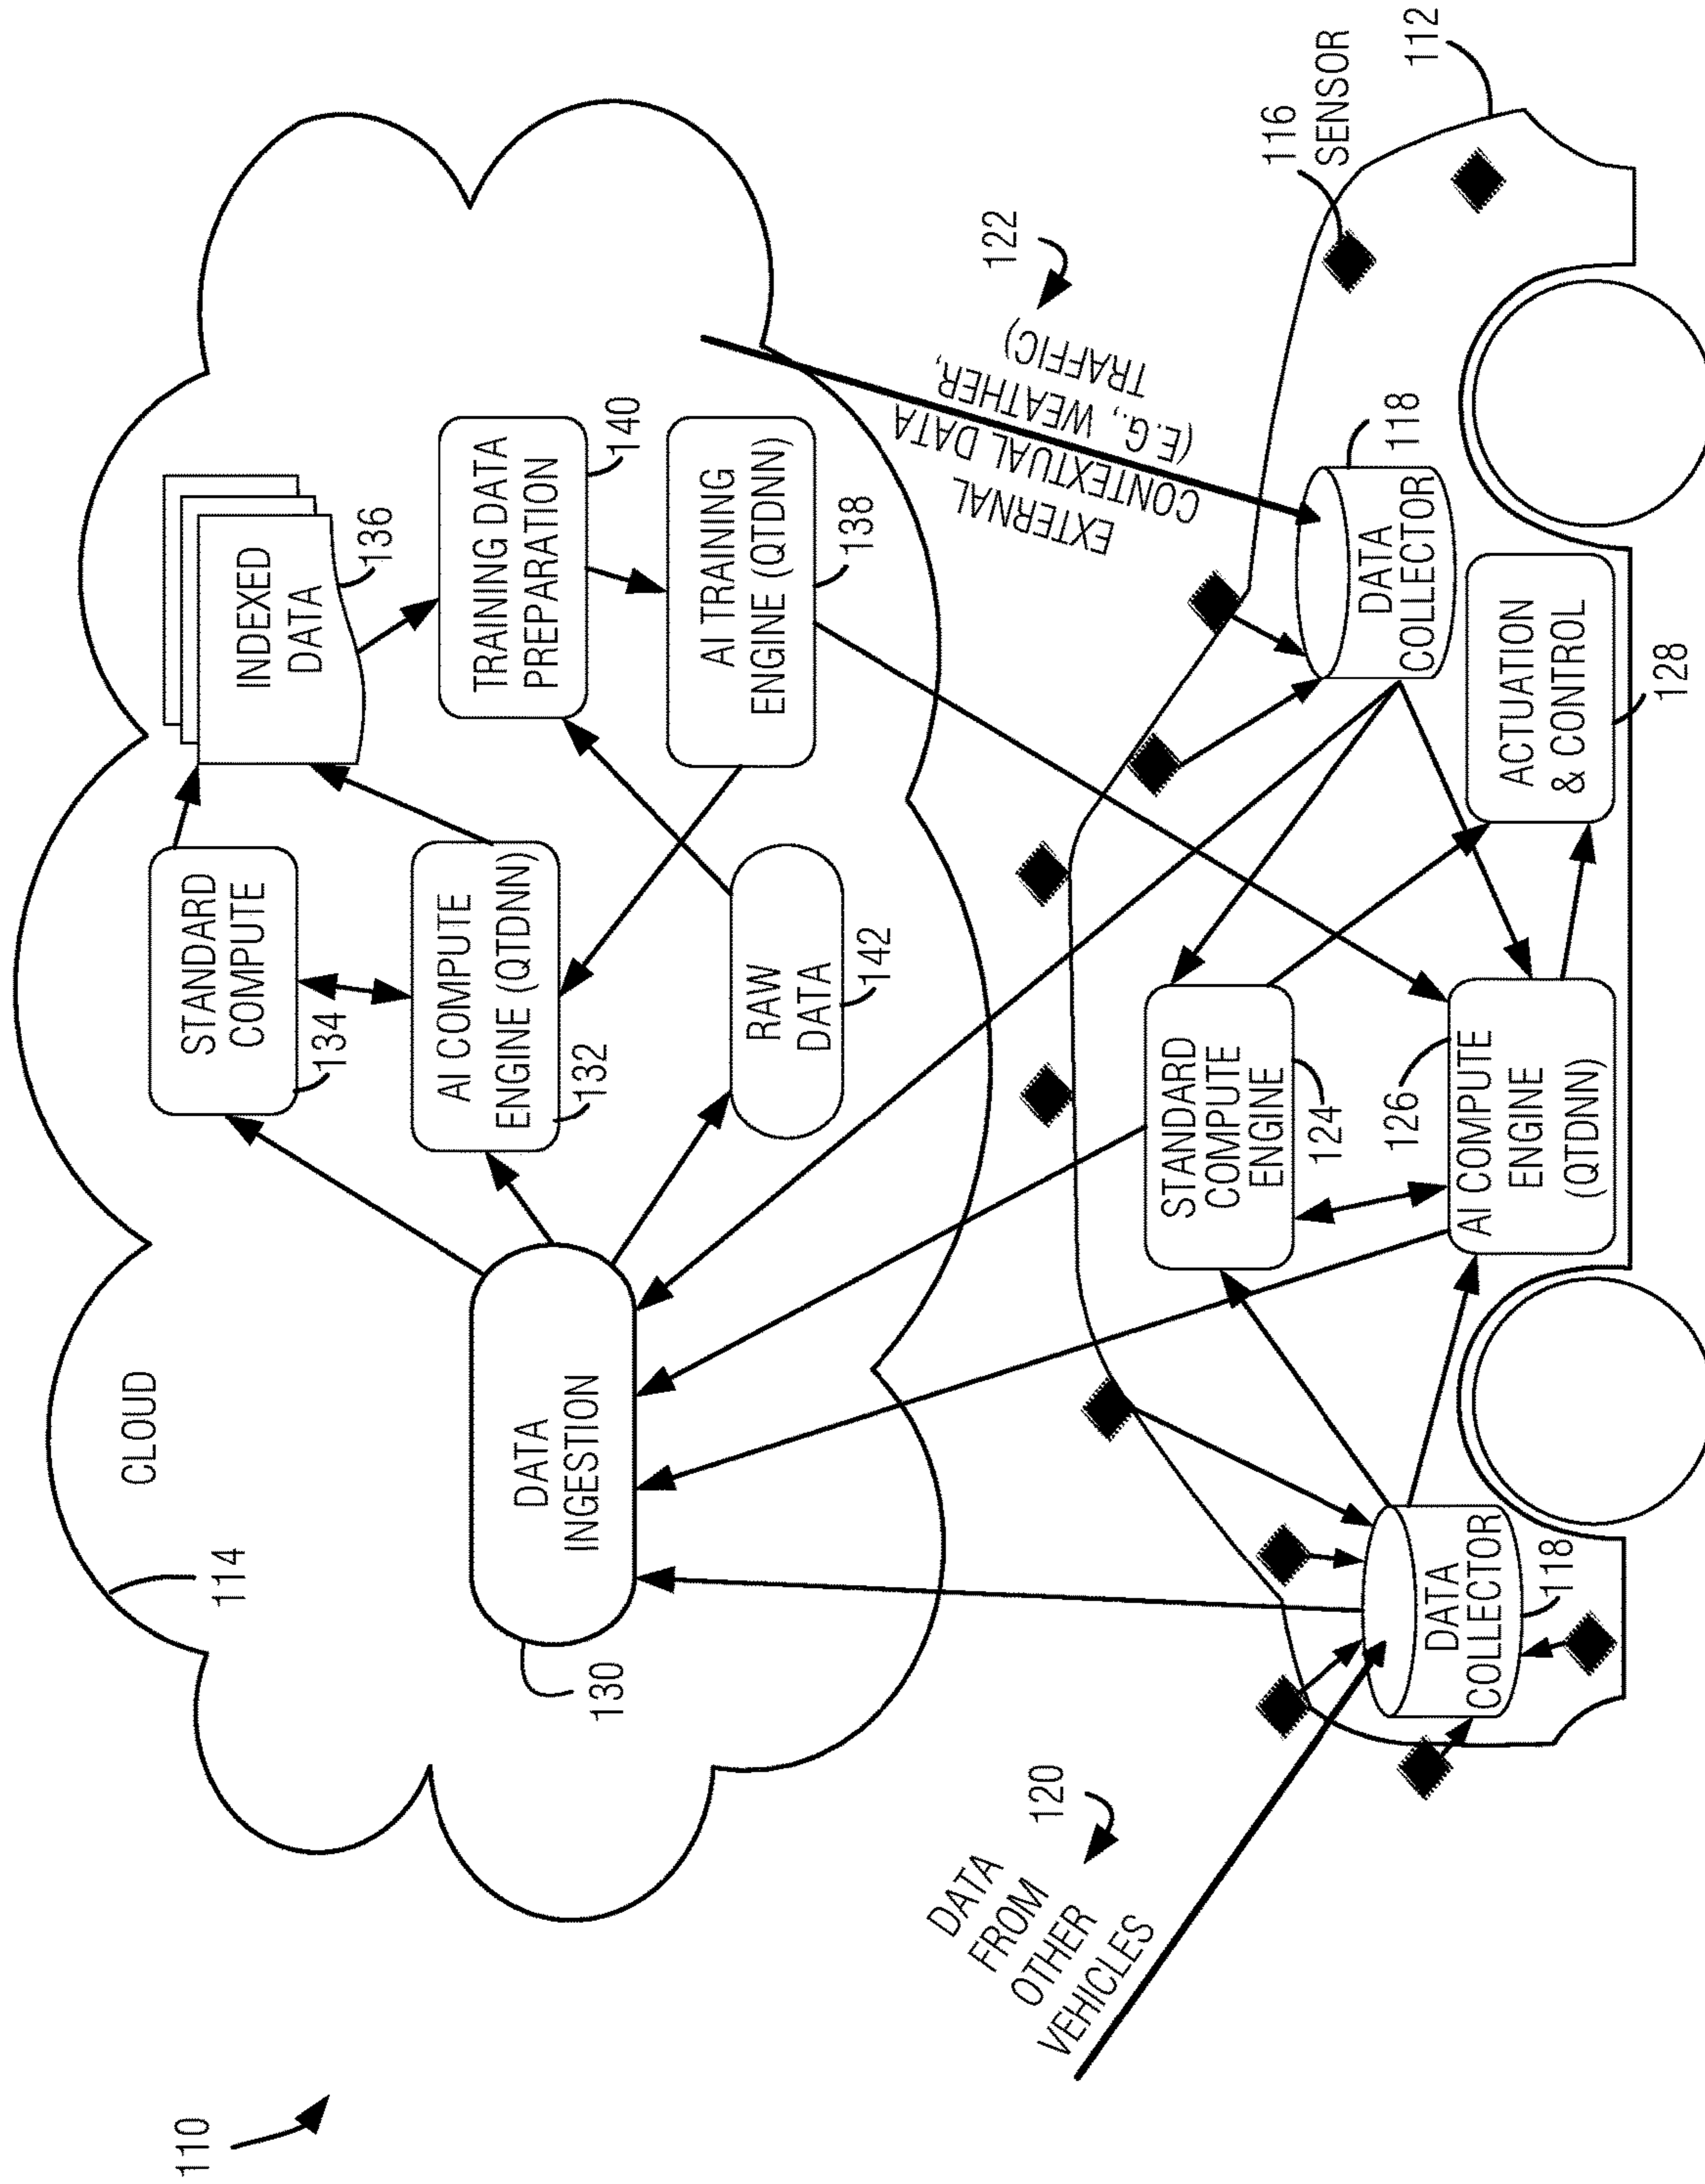 110
CLOUD
114
STANDARD
COMPUTE
134
INDEXED
DATA
136
AI COMPUTE
ENGINE (QTDNN)
132
TRAINING DATA
PREPARATION
140
DATA
INGESTION
130
RAW
DATA
142
AI TRAINING
ENGINE (QTDNN)
138
DATA
FROM
OTHER
VEHICLES
120
EXTERNAL
CONTEXTUAL DATA
(E.G., WEATHER,
TRAFFIC)
122
116
SENSOR
112
STANDARD
COMPUTE
ENGINE
124
126
AI COMPUTE
ENGINE
(QTDNN)
DATA
COLLECTOR
118
DATA
COLLECTOR
118
ACTUATION
& CONTROL
128